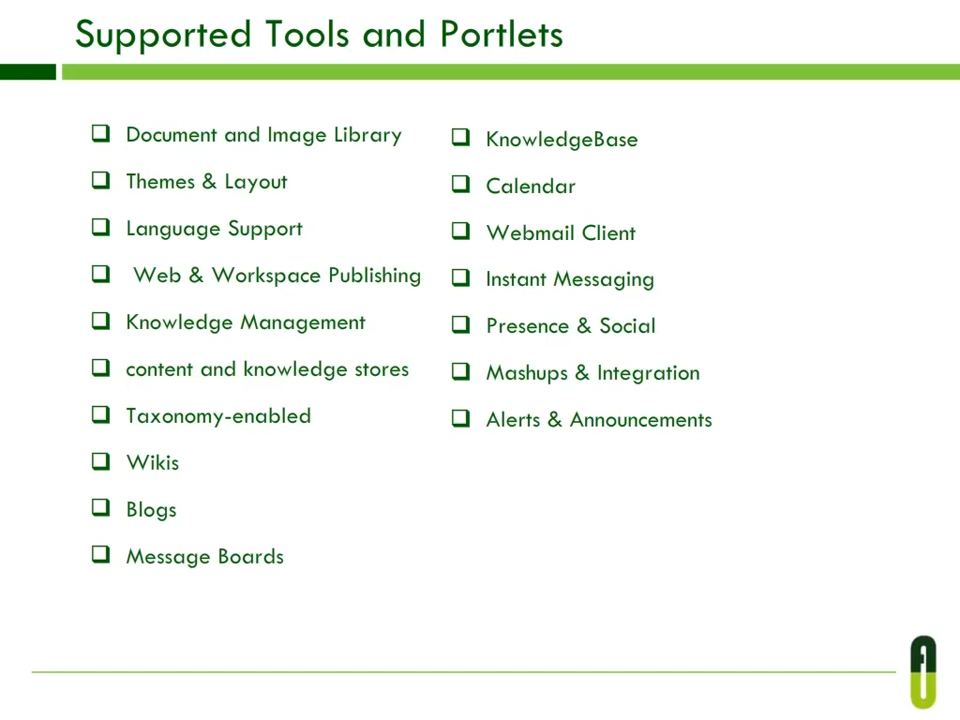 Supported Tools and Portlets
Document and Image Library
Themes & Layout
Language Support
Web & Workspace Publishing
Knowledge Management
content and knowledge stores
Taxonomy-enabled
Wikis
Blogs
Message Boards
KnowledgeBase
Calendar
Webmail Client
Instant Messaging
Presence & Social
Mashups & Integration
Alerts & Announcements